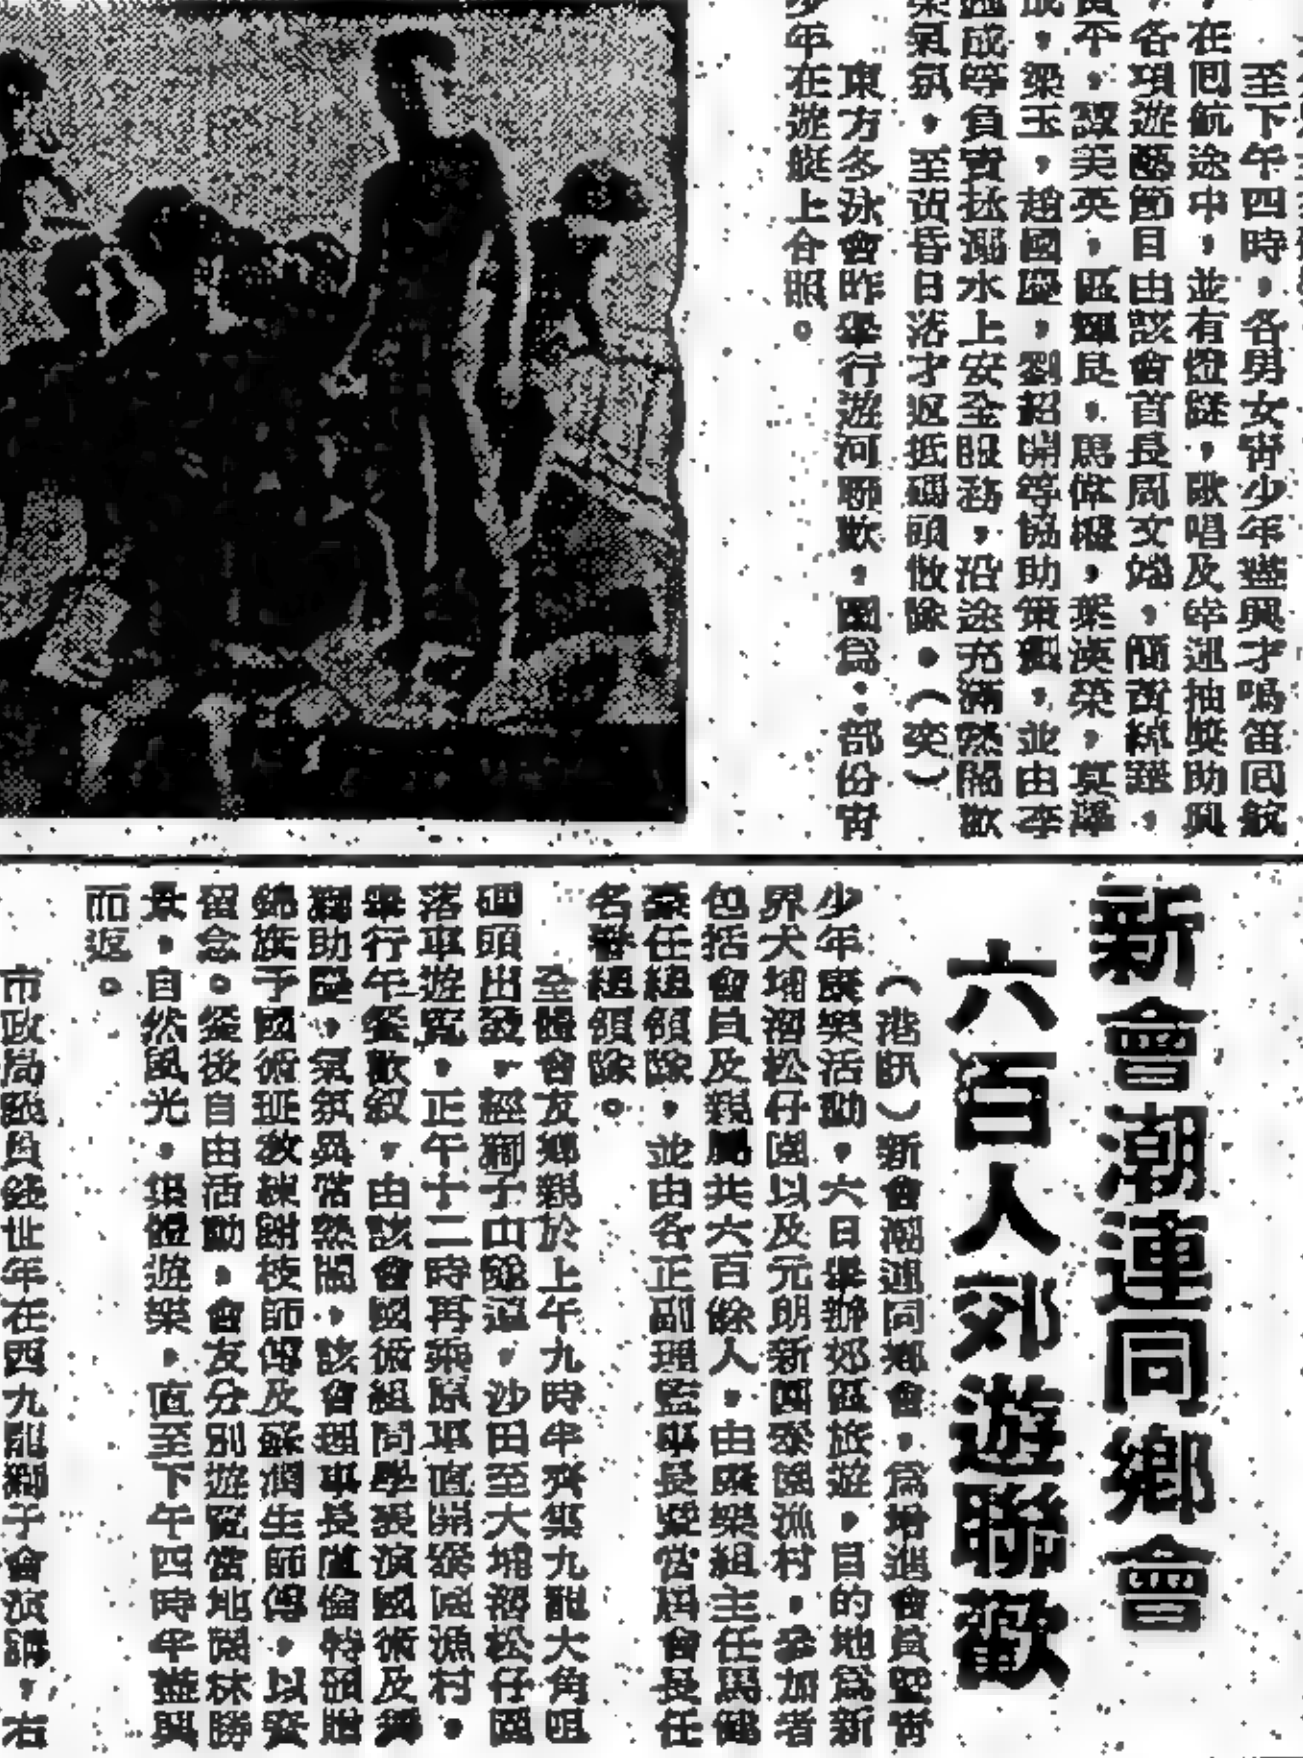 至下午四時，各男女青少年盡興才鳴笛回航
，在回航途中，並有燈謎，歌唱及幸運抽獎助興
，各項遊藝節目由該會首長周文
英，區輝良，馬偉權，葉漢榮，莫
，梁玉，趙國慶，劉紹開等協助策劃，並由李
成等負責拯溺水上安全服務，沿途充滿熱鬧歡
樂氣氛，至黃昏日落才返抵碼頭散隊。（奕）
東方冬泳會昨舉行遊河聯歡，圖為：部份青
少年在遊艇上合照。
新會潮連同鄉會
六百人郊遊聯歡
（港訊）新會潮連同鄉會，為增進會員暨青
少年康樂活動，六日舉辦郊區旅遊，目的地為新
界大埔滘松仔園以及元朗新圍泰園漁村，參加者
包括會員及親屬共六百餘人，由康樂組主任馬健
豪任組領隊，並由各正副理監事長暨當屆會長任
名譽組領隊。
全體會友鄉親於上午九時半齊集九龍大角咀
碼頭出發，經獅子山隧道，沙田至大埔滘松仔園
落車遊覽，正午十二時再乘原車直開泰園漁村，
舉行午餐歡敘，由該會國術組同學表演國術及舞
獅助慶，氣氛異常熱鬧，該會理事長盧倫特頒贈
錦旗予國術班教練謝枝師傅及蘇潤生師傅，以資
留念。餐後自由活動，會友分別遊覽當地園林勝
景，自然風光，集體遊樂，直至下午四時半盡興
而返。
市政局議員錢世年在西九龍獅子會演講，右